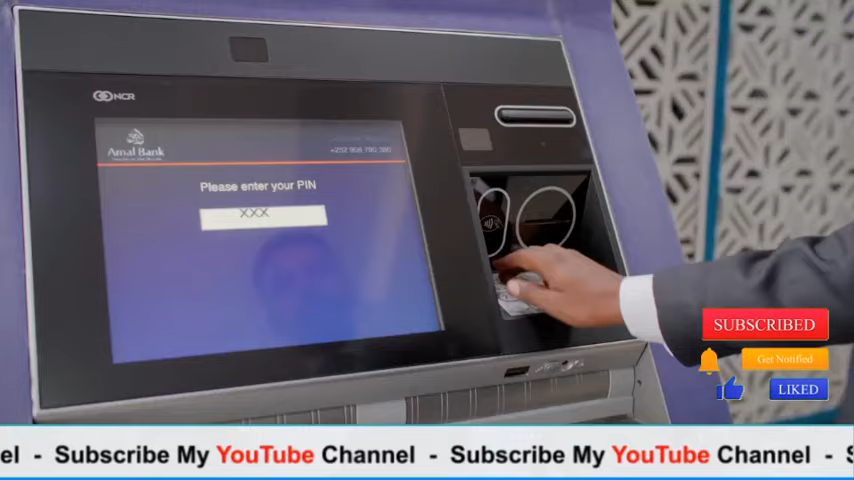 NCR
Amal Bank
+252 908 790 390
Please enter your PIN
XXX
SUBSCRIBED
Get Notified
LIKED
el - Subscribe My YouTube Channel - Subscribe My YouTube Channel - S